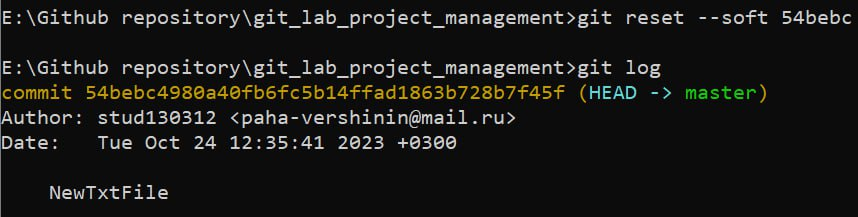 E:\Github repository\git_lab_project_management>git reset --soft 54bebc
E:\Github repository\git_lab_project_management>git log
commit 54bebc4980a40fb6fc5b14ffad1863b728b7f45f (HEAD -> master)
Author: stud130312 <paha-vershinin@mail.ru>
Date:   Tue Oct 24 12:35:41 2023 +0300
    NewTxtFile